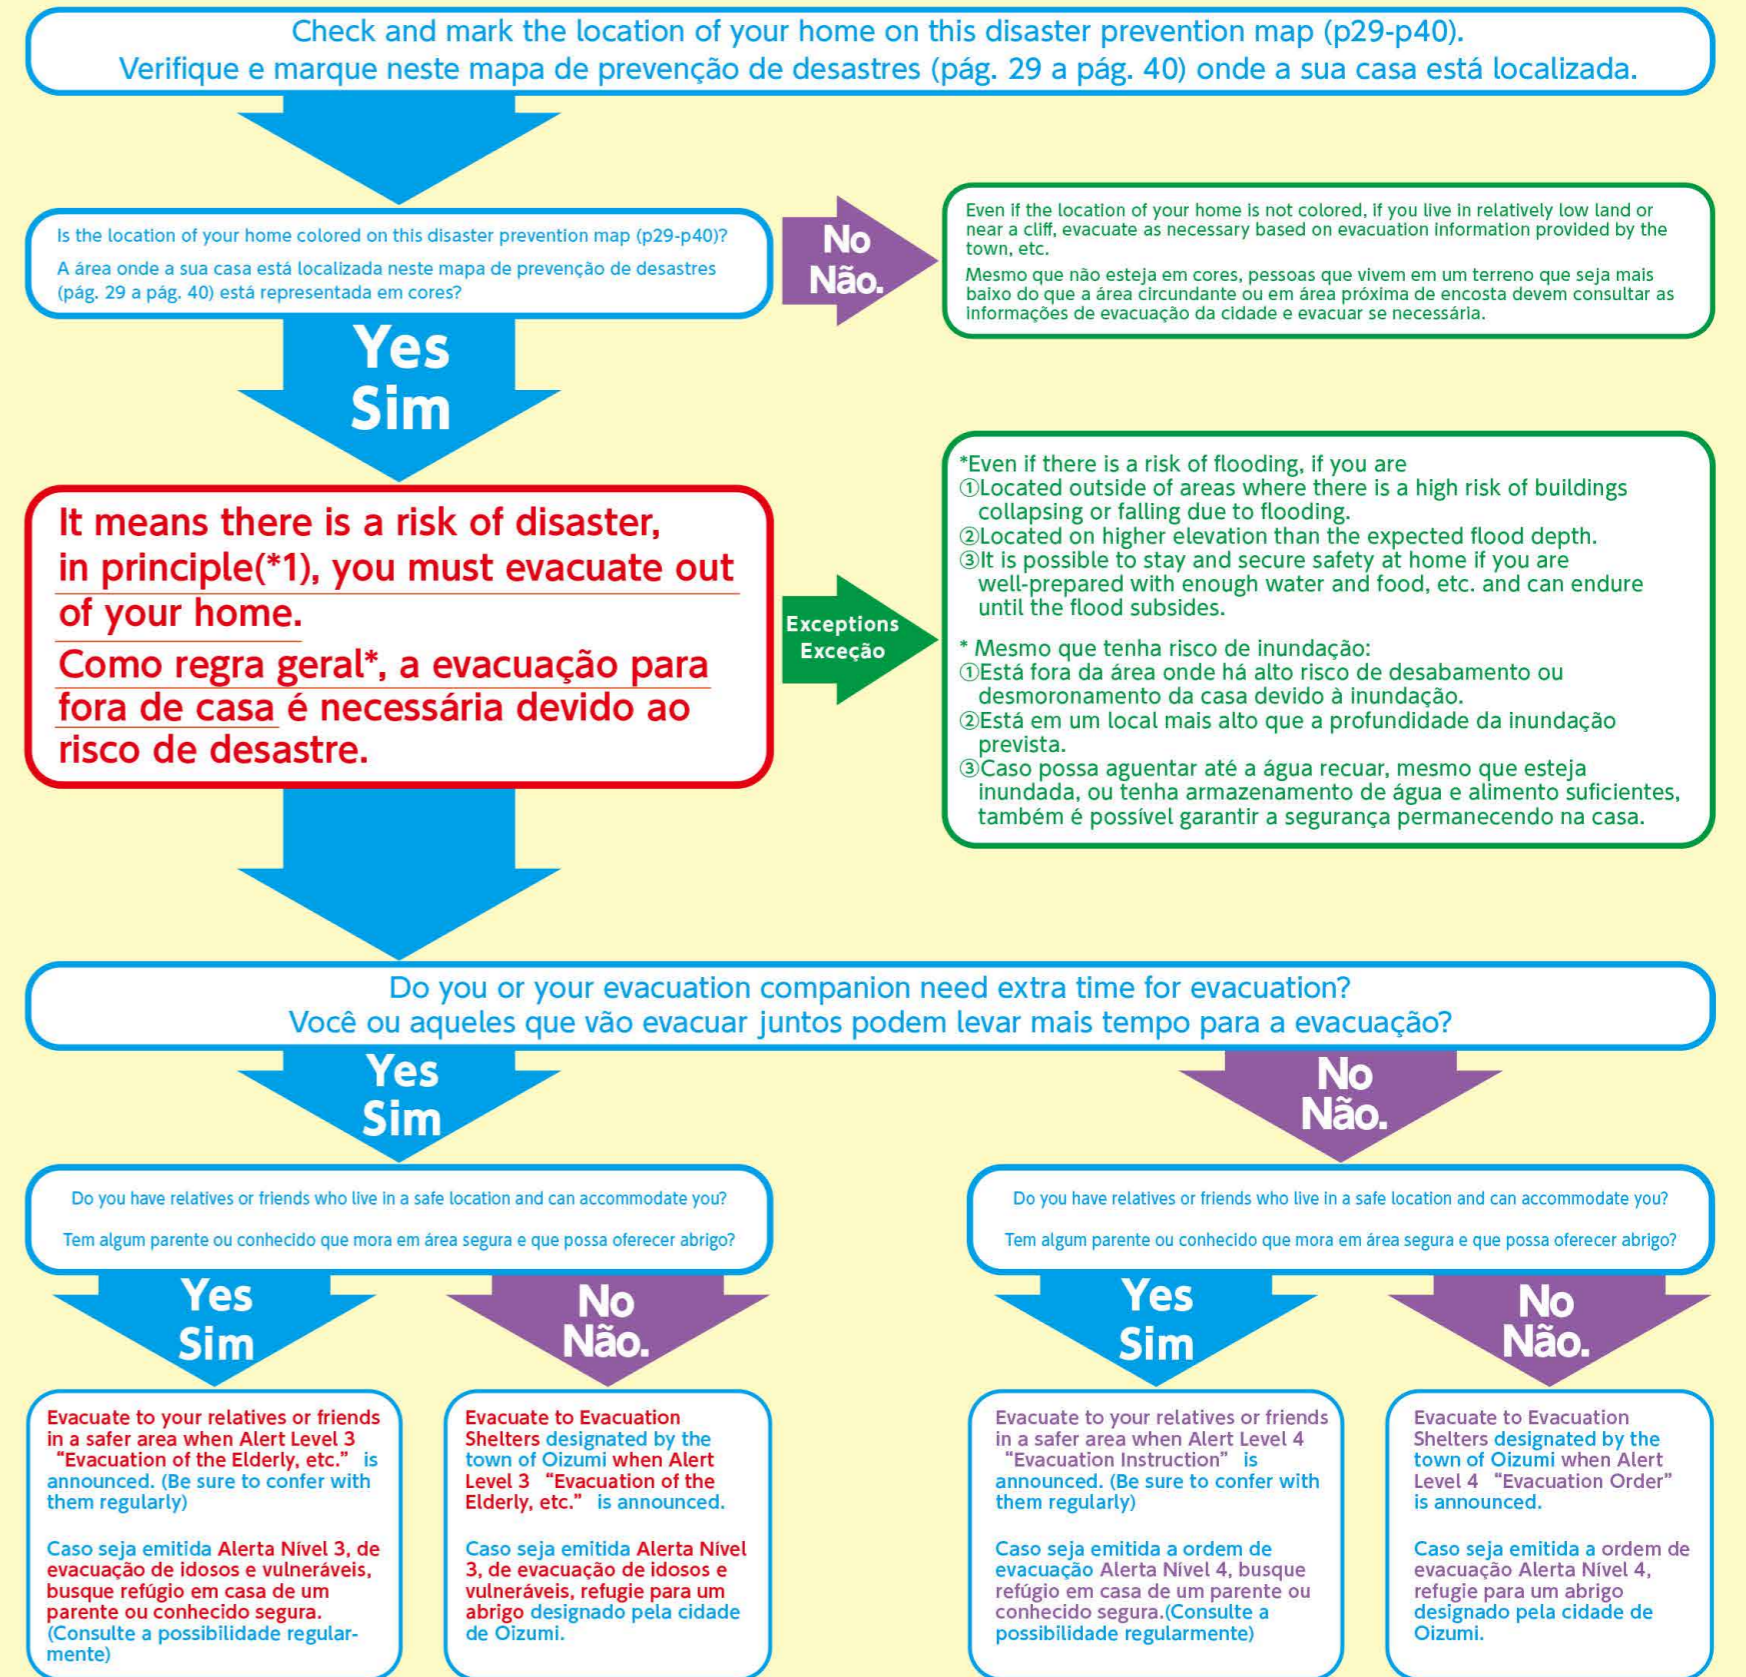 Check and mark the location of your home on this disaster prevention map (p29-p40).
Verifique e marque neste mapa de prevenção de desastres (pág. 29 a pág. 40) onde a sua casa está localizada.
Is the location of your home colored on this disaster prevention map (p29-p40)?
A área onde a sua casa está localizada neste mapa de prevenção de desastres
(pág. 29 a pág. 40) está representada em cores?
No
Não.
Even if the location of your home is not colored, if you live in relatively low land or
near a cliff, evacuate as necessary based on evacuation information provided by the
town, etc.
Mesmo que não esteja em cores, pessoas que vivem em um terreno que seja mais
baixo do que a área circundante ou em área próxima de encosta devem consultar as
informações de evacuação da cidade e evacuar se necessária.
Yes
Sim
It means there is a risk of disaster,
in principle(*1), you must evacuate out
of your home.
Como regra geral*, a evacuação para
fora de casa é necessária devido ao
risco de desastre.
Exceptions
Exceção
*Even if there is a risk of flooding, if you are
①Located outside of areas where there is a high risk of buildings
collapsing or falling due to flooding.
②Located on higher elevation than the expected flood depth.
③It is possible to stay and secure safety at home if you are
well-prepared with enough water and food, etc. and can endure
until the flood subsides.
* Mesmo que tenha risco de inundação:
①Está fora da área onde há alto risco de desabamento ou
desmoronamento da casa devido à inundação.
②Está em um local mais alto que a profundidade da inundação
prevista.
③Caso possa aguentar até a água recuar, mesmo que esteja
inundada, ou tenha armazenamento de água e alimento suficientes,
também é possível garantir a segurança permanecendo na casa.
Do you or your evacuation companion need extra time for evacuation?
Você ou aqueles que vão evacuar juntos podem levar mais tempo para a evacuação?
Yes
Sim
No
Não.
Do you have relatives or friends who live in a safe location and can accommodate you?
Tem algum parente ou conhecido que mora em área segura e que possa oferecer abrigo?
Do you have relatives or friends who live in a safe location and can accommodate you?
Tem algum parente ou conhecido que mora em área segura e que possa oferecer abrigo?
Yes
Sim
No
Não.
Yes
Sim
No
Não.
Evacuate to your relatives or friends
in a safer area when Alert Level 3
"Evacuation of the Elderly, etc." is
announced. (Be sure to confer with
them regularly)
Caso seja emitida Alerta Nível 3, de
evacuação de idosos e vulneráveis,
busque refúgio em casa de um
parente ou conhecido segura.
(Consulte a possibilidade regular-
mente)
Evacuate to Evacuation
Shelters designated by the
town of Oizumi when Alert
Level 3 "Evacuation of the
Elderly, etc." is announced.
Caso seja emitida Alerta Nível
3, de evacuação de idosos e
vulneráveis, refugie para um
abrigo designado pela cidade
de Oizumi.
Evacuate to your relatives or friends
in a safer area when Alert Level 4
"Evacuation Instruction" is
announced. (Be sure to confer with
them regularly)
Caso seja emitida a ordem de
evacuação Alerta Nível 4, busque
refúgio em casa de um parente ou
conhecido segura.(Consulte a
possibilidade regularmente)
Evacuate to Evacuation
Shelters designated by the
town of Oizumi when Alert
Level 4 "Evacuation Order"
is announced.
Caso seja emitida a ordem de
evacuação Alerta Nível 4,
refugie para um abrigo
designado pela cidade de
Oizumi.